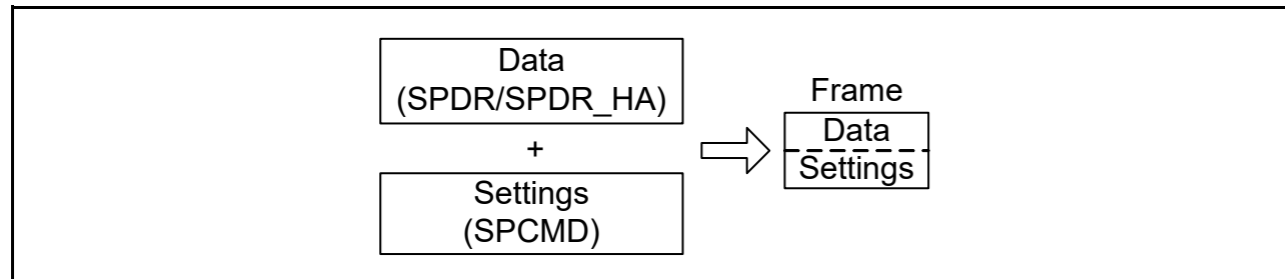 Data
(SPDR/SPDR_HA)
+
Settings
(SPCMD)
Frame
Data
Settings